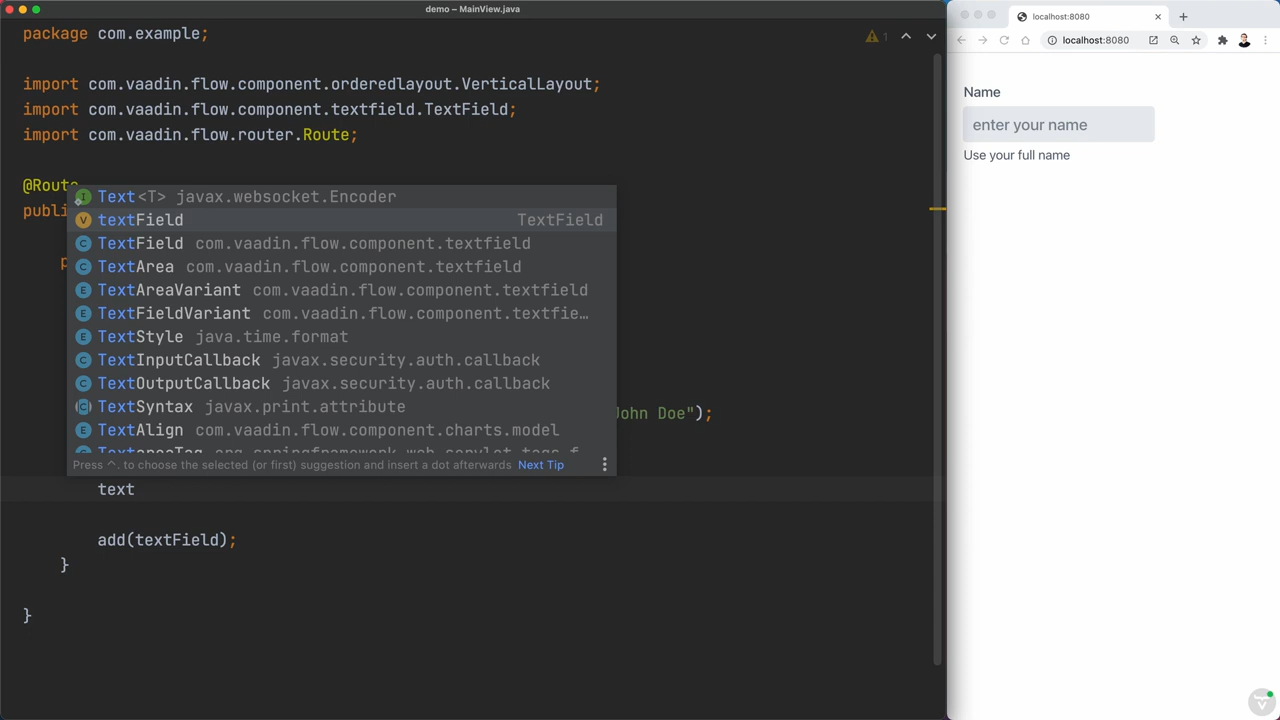 demo – MainView.java
package com.example;
1
import com.vaadin.flow.component.orderedlayout.VerticalLayout;
import com.vaadin.flow.component.textfield.TextField;
import com.vaadin.flow.router.Route;
@Route
publi
p
Text<T> javax.websocket.Encoder
textField TextField
TextField com.vaadin.flow.component.textfield
TextArea com.vaadin.flow.component.textfield
TextAreaVariant com.vaadin.flow.component.textfield
TextFieldVariant com.vaadin.flow.component.textfie…
TextStyle java.time.format
TextInputCallback javax.security.auth.callback
TextOutputCallback javax.security.auth.callback
TextSyntax javax.print.attribute
TextAlign com.vaadin.flow.component.charts.model
Press ^. to choose the selected (or first) suggestion and insert a dot afterwards Next Tip
John Doe");
text
add(textField);
}
}
localhost:8080
localhost:8080
Name
enter your name
Use your full name